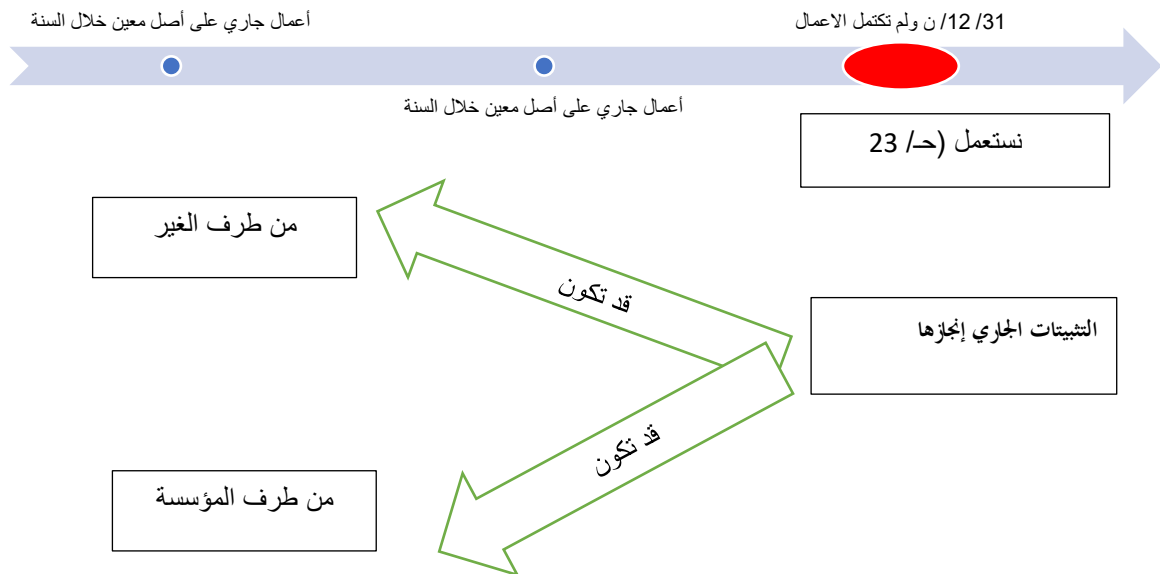 أعمال جاري على أصل معين خلال السنة
31/ 12/ ن ولم تكتمل الاعمال
أعمال جاري على أصل معين خلال السنة
نستعمل (حـ/ 23
من طرف الغير
قد تكون
التثبيتات الجاري إنجازها
قد تكون
من طرف المؤسسة